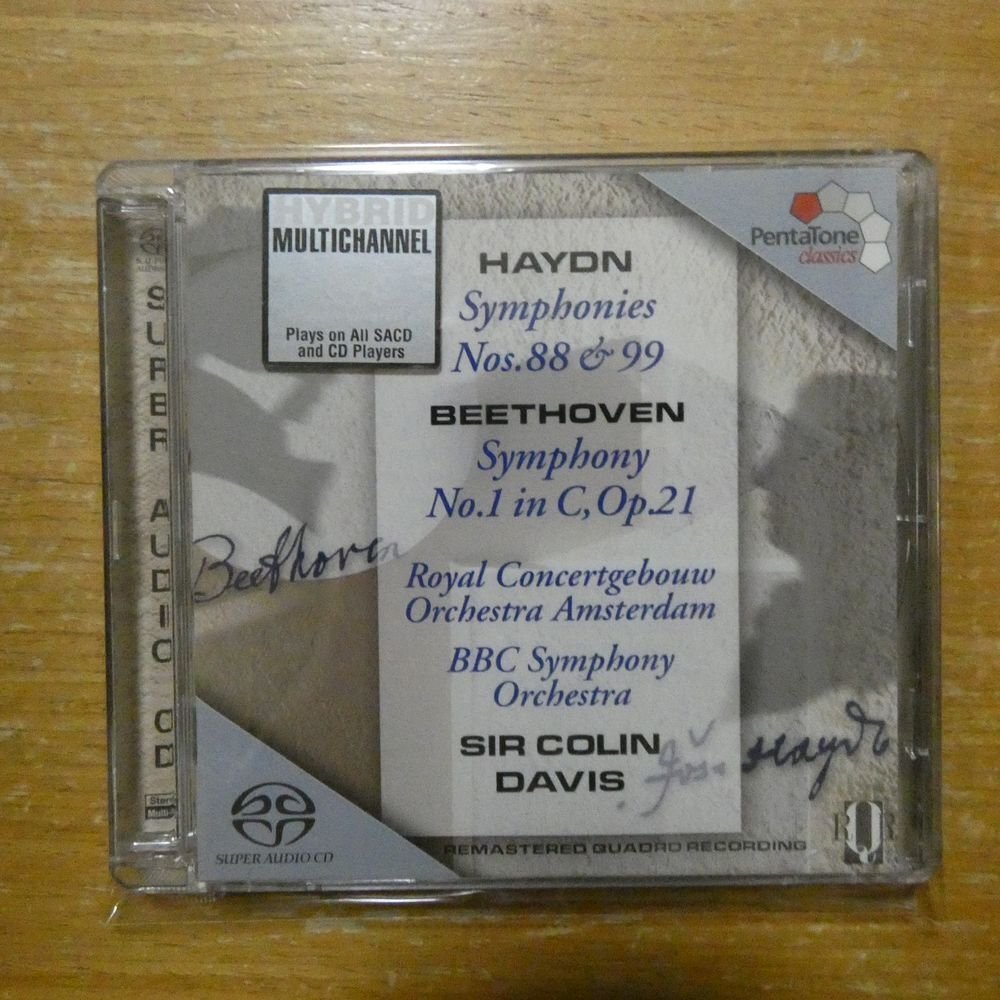 HYBRID
MULTICHANNEL
Plays on All SACD
and CD Players
PentaTone
classics
HAYDN
Symphonies
Nos. 88 & 99
BEETHOVEN
Symphony
No.1 in C, Op.21
Beethoven
Royal Concertgebouw
Orchestra Amsterdam
BBC Symphony
Orchestra
SIR COLIN
DAVIS
Haydn
SUPER AUDIO CD
REMASTERED QUADRO RECORDING
RQR
SUPER AUDIO CD